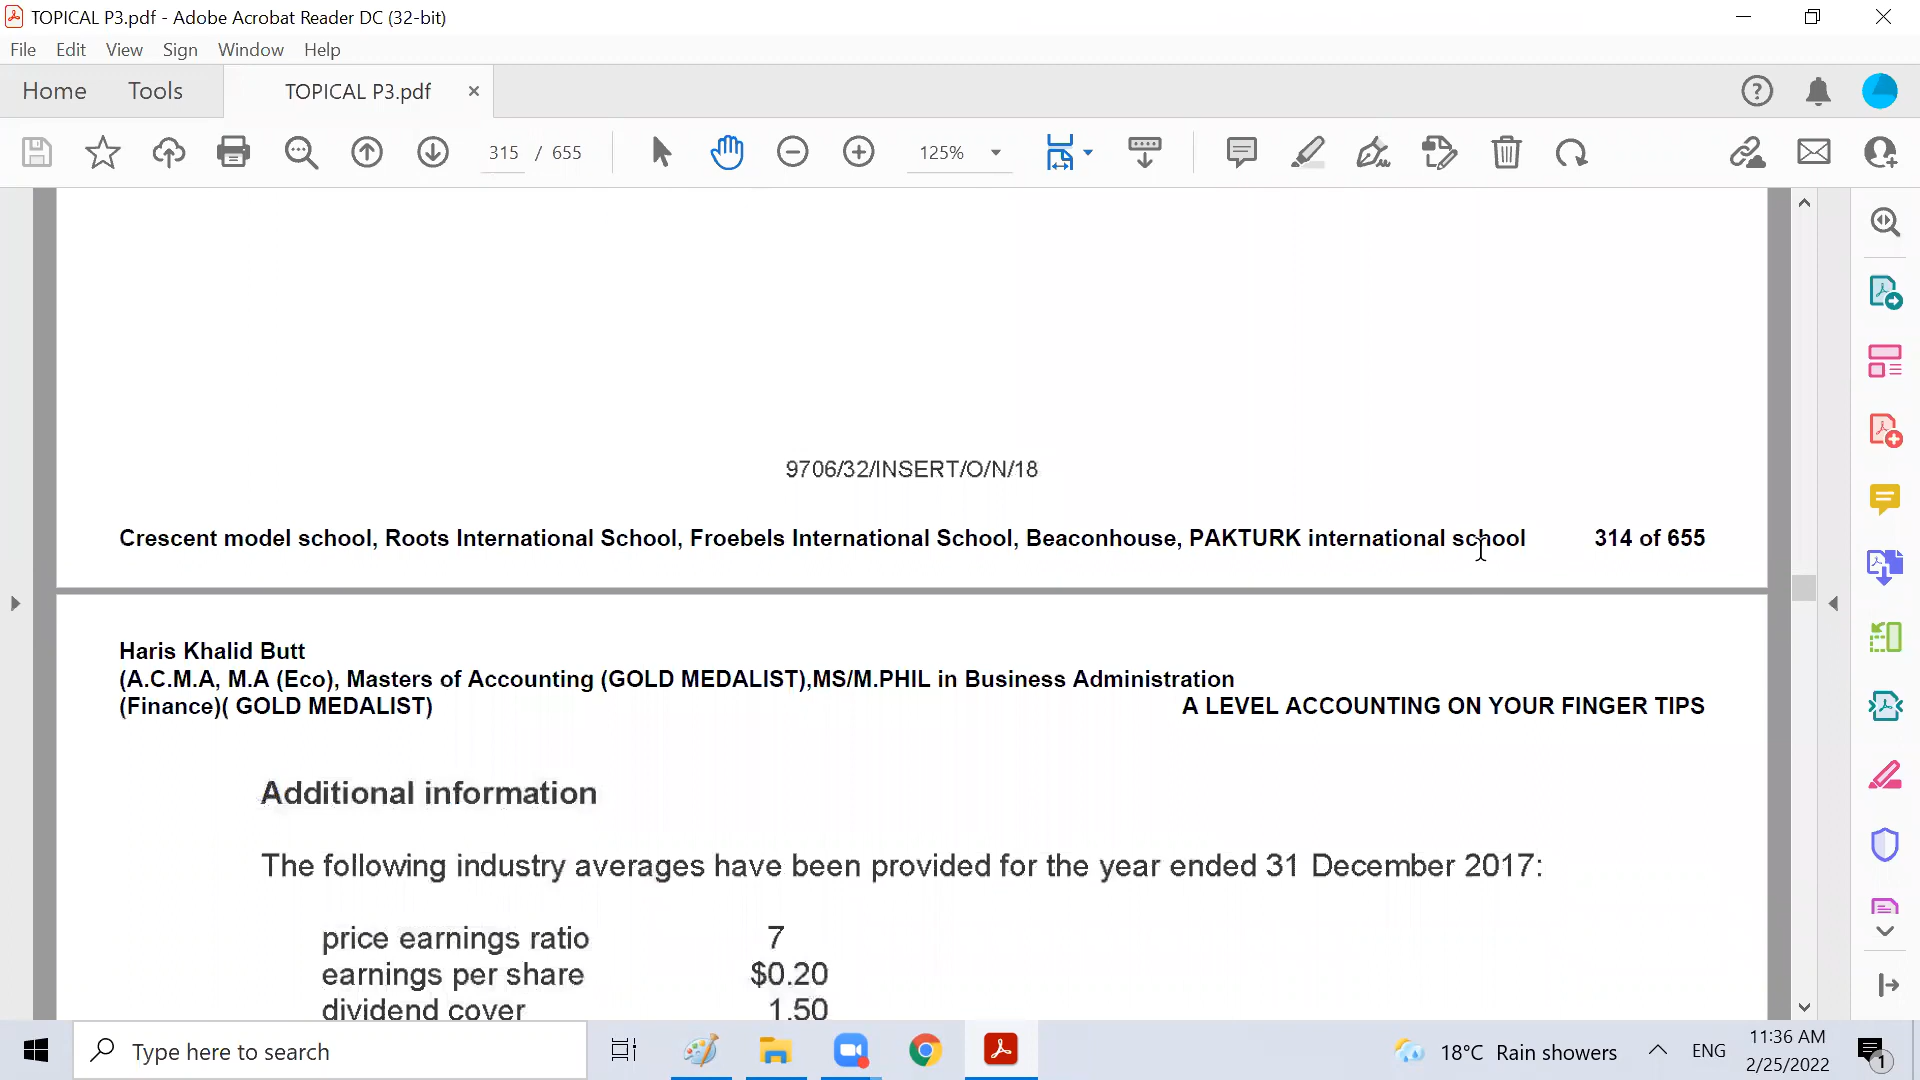 TOPICAL P3.pdf - Adobe Acrobat Reader DC (32-bit)
File Edit View Sign Window Help
Home Tools TOPICAL P3.pdf
315 / 655 125%
9706/32/INSERT/O/N/18
Crescent model school, Roots International School, Froebels International School, Beaconhouse, PAKTURK international school 314 of 655
Haris Khalid Butt
(A.C.M.A, M.A (Eco), Masters of Accounting (GOLD MEDALIST),MS/M.PHIL in Business Administration
(Finance)( GOLD MEDALIST) A LEVEL ACCOUNTING ON YOUR FINGER TIPS
Additional information
The following industry averages have been provided for the year ended 31 December 2017:
price earnings ratio 7
earnings per share $0.20
dividend cover 1.50
Type here to search 18°C Rain showers ENG 11:36 AM
2/25/2022 1